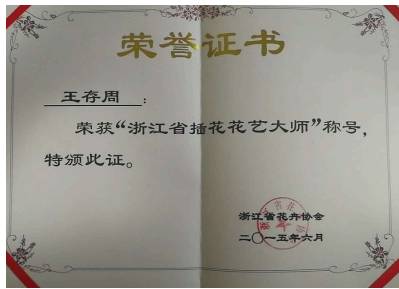 荣誉证书
王存周：
荣获“浙江省插花花艺大师”称号，
特颁此证。
浙江省花卉协会
二〇一五年六月